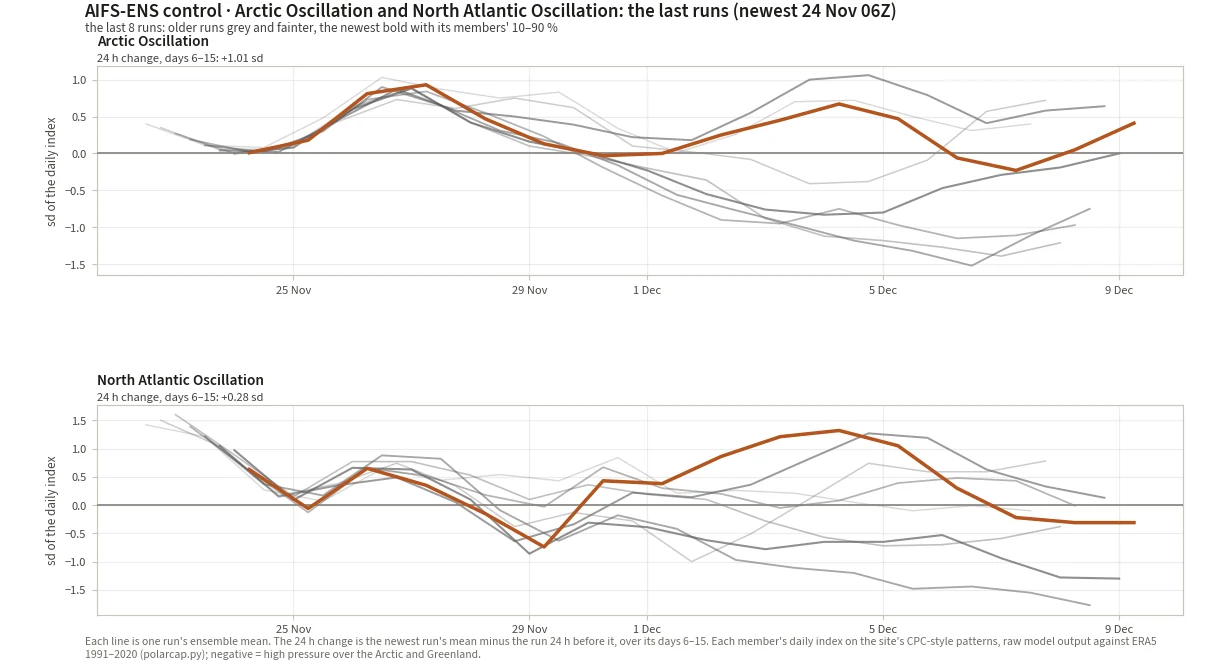 AIFS-ENS control · Arctic Oscillation and North Atlantic Oscillation: the last runs (newest 24 Nov 06Z)
the last 8 runs: older runs grey and fainter, the newest bold with its members' 10–90 %
Arctic Oscillation
24 h change, days 6–15: +1.01 sd
sd of the daily index
1.0
0.5
0.0
−0.5
−1.0
−1.5
25 Nov 29 Nov 1 Dec 5 Dec 9 Dec
North Atlantic Oscillation
24 h change, days 6–15: +0.28 sd
sd of the daily index
1.5
1.0
0.5
0.0
−0.5
−1.0
−1.5
25 Nov 29 Nov 1 Dec 5 Dec 9 Dec
Each line is one run's ensemble mean. The 24 h change is the newest run's mean minus the run 24 h before it, over its days 6–15. Each member's daily index on the site's CPC-style patterns, raw model output against ERA5
1991–2020 (polarcap.py); negative = high pressure over the Arctic and Greenland.